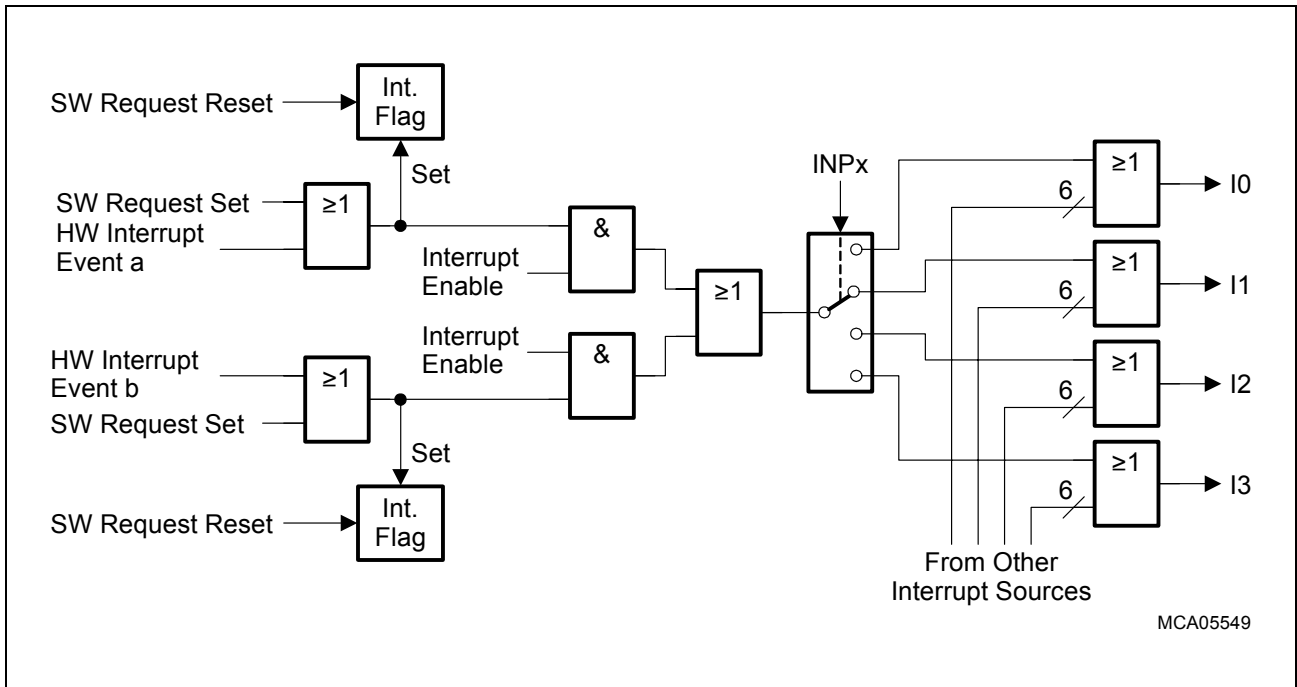 SW Request Reset
Int.
Flag
Set
SW Request Set
HW Interrupt
Event a
≥1
Interrupt
Enable
&
≥1
INPx
≥1
6
I0
≥1
6
I1
Interrupt
Enable
&
HW Interrupt
Event b
SW Request Set
≥1
≥1
6
I2
Set
≥1
6
I3
SW Request Reset
Int.
Flag
From Other
Interrupt Sources
MCA05549